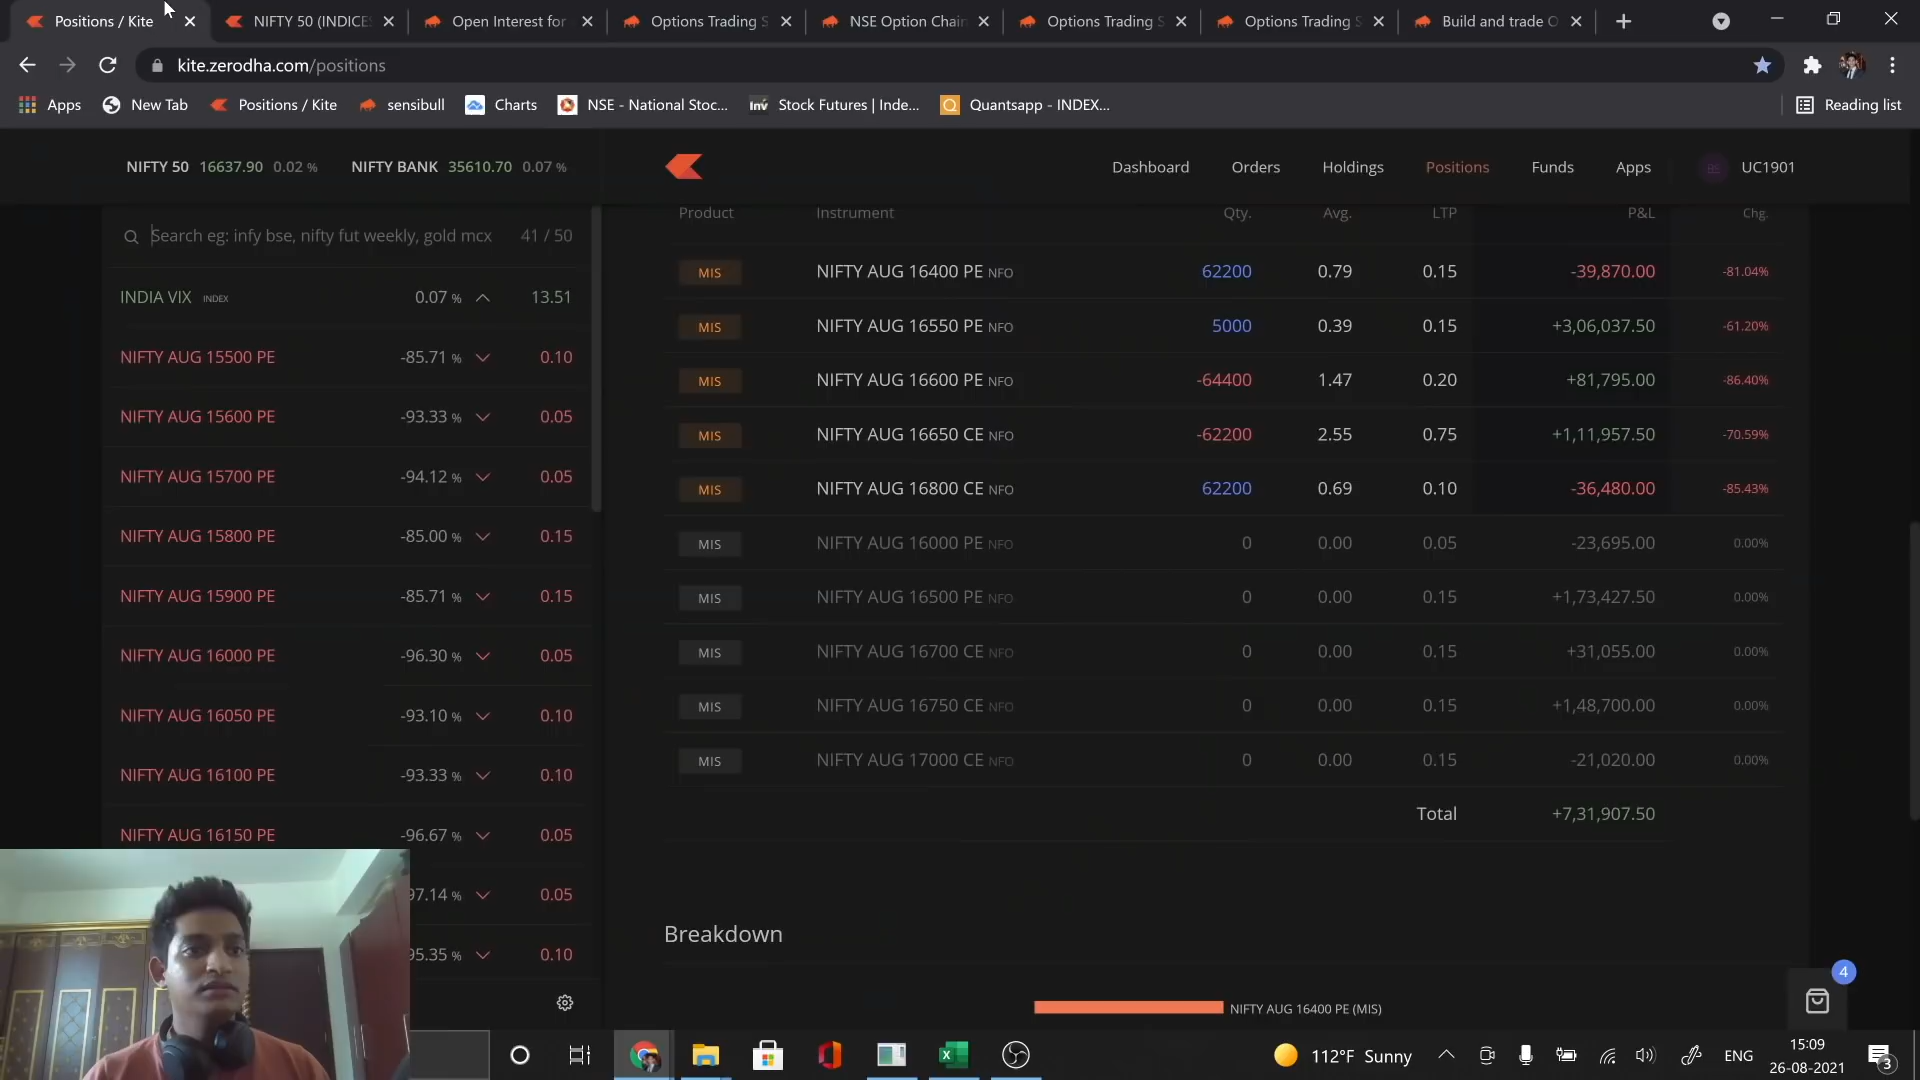 Positions / Kite
NIFTY 50 (INDICES
Open Interest for
Options Trading S
NSE Option Chain
Options Trading S
Options Trading S
Build and trade O
kite.zerodha.com/positions
Apps
New Tab
Positions / Kite
sensibull
Charts
NSE - National Stoc...
Inv
Stock Futures | Inde...
Quantsapp - INDEX...
Reading list
NIFTY 50 16637.90 0.02 %
NIFTY BANK 35610.70 0.07 %
Dashboard
Orders
Holdings
Positions
Funds
Apps
UC1901
Search eg: infy bse, nifty fut weekly, gold mcx 41 / 50
INDIA VIX INDEX 0.07 % 13.51
NIFTY AUG 15500 PE -85.71 % 0.10
NIFTY AUG 15600 PE -93.33 % 0.05
NIFTY AUG 15700 PE -94.12 % 0.05
NIFTY AUG 15800 PE -85.00 % 0.15
NIFTY AUG 15900 PE -85.71 % 0.15
NIFTY AUG 16000 PE -96.30 % 0.05
NIFTY AUG 16050 PE -93.10 % 0.10
NIFTY AUG 16100 PE -93.33 % 0.10
NIFTY AUG 16150 PE -96.67 % 0.05
97.14 % 0.05
95.35 % 0.10
Product Instrument Qty. Avg. LTP P&L Chg.
MIS NIFTY AUG 16400 PE NFO 62200 0.79 0.15 -39,870.00 -81.04%
MIS NIFTY AUG 16550 PE NFO 5000 0.39 0.15 +3,06,037.50 -61.20%
MIS NIFTY AUG 16600 PE NFO -64400 1.47 0.20 +81,795.00 -86.40%
MIS NIFTY AUG 16650 CE NFO -62200 2.55 0.75 +1,11,957.50 -70.59%
MIS NIFTY AUG 16800 CE NFO 62200 0.69 0.10 -36,480.00 -85.43%
MIS NIFTY AUG 16000 PE NFO 0 0.00 0.05 -23,695.00 0.00%
MIS NIFTY AUG 16500 PE NFO 0 0.00 0.15 +1,73,427.50 0.00%
MIS NIFTY AUG 16700 CE NFO 0 0.00 0.15 +31,055.00 0.00%
MIS NIFTY AUG 16750 CE NFO 0 0.00 0.15 +1,48,700.00 0.00%
MIS NIFTY AUG 17000 CE NFO 0 0.00 0.15 -21,020.00 0.00%
Total +7,31,907.50
Breakdown
4
NIFTY AUG 16400 PE (MIS)
112°F Sunny
ENG
15:09
26-08-2021
3